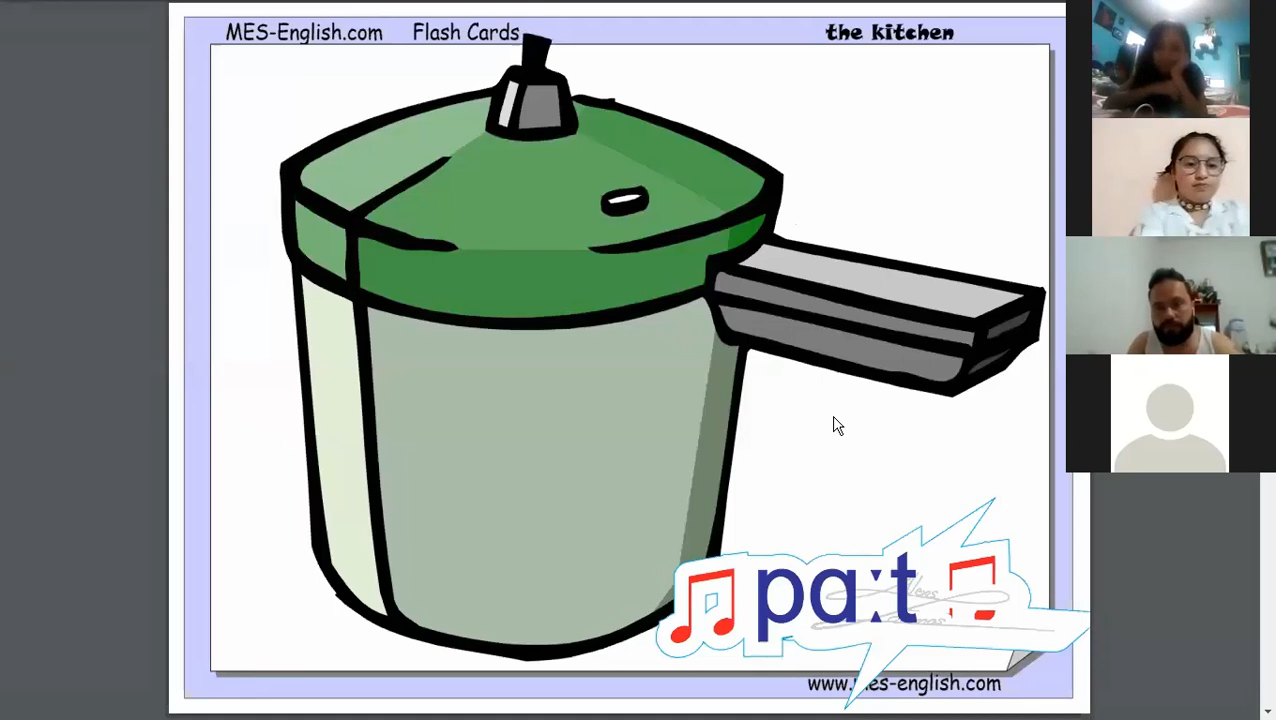 MES-English.com Flash Cards the kitchen
♫ pa:t ♫
www.mes-english.com